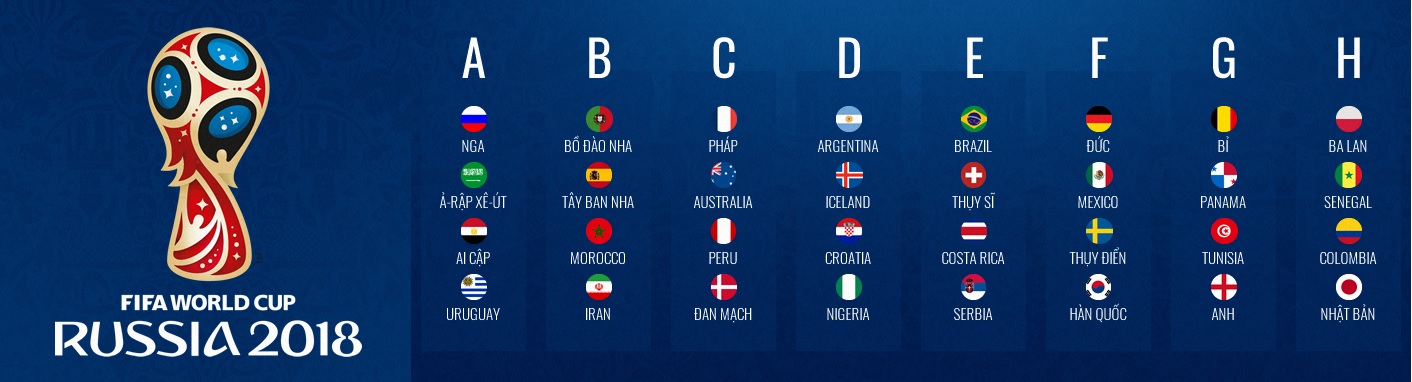 FIFA WORLD CUP
RUSSIA 2018
A
NGA
Ả-RẬP XÊ-ÚT
AI CẬP
URUGUAY
B
BỒ ĐÀO NHA
TÂY BAN NHA
MOROCCO
IRAN
C
PHÁP
AUSTRALIA
PERU
ĐAN MẠCH
D
ARGENTINA
ICELAND
CROATIA
NIGERIA
E
BRAZIL
THỤY SĨ
COSTA RICA
SERBIA
F
ĐỨC
MEXICO
THỤY ĐIỂN
HÀN QUỐC
G
BỈ
PANAMA
TUNISIA
ANH
H
BA LAN
SENEGAL
COLOMBIA
NHẬT BẢN